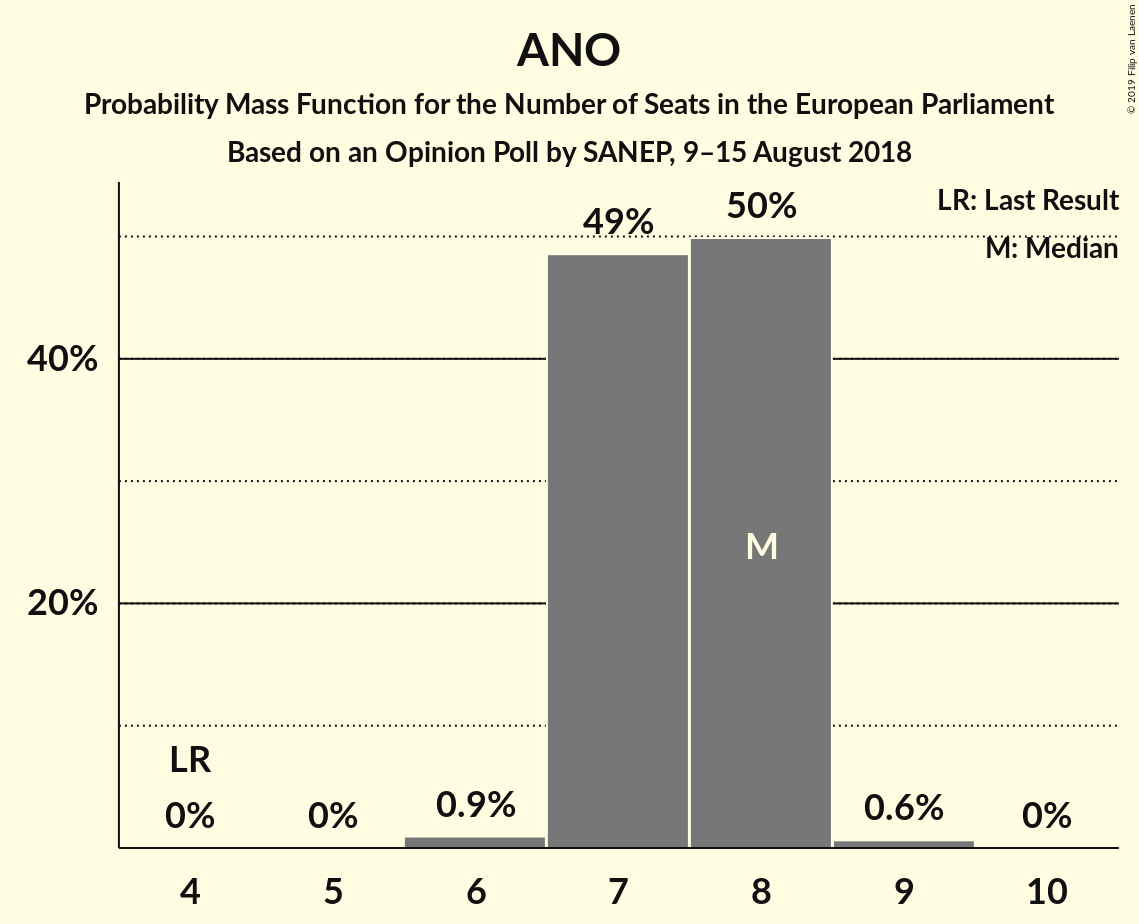 © 2019 Filip van Laenen
ANO
Probability Mass Function for the Number of Seats in the European Parliament
Based on an Opinion Poll by SANEP, 9–15 August 2018
LR: Last Result
M: Median
49%
50%
40%
M
20%
LR
0%
0%
0.9%
0.6%
0%
4 5 6 7 8 9 10